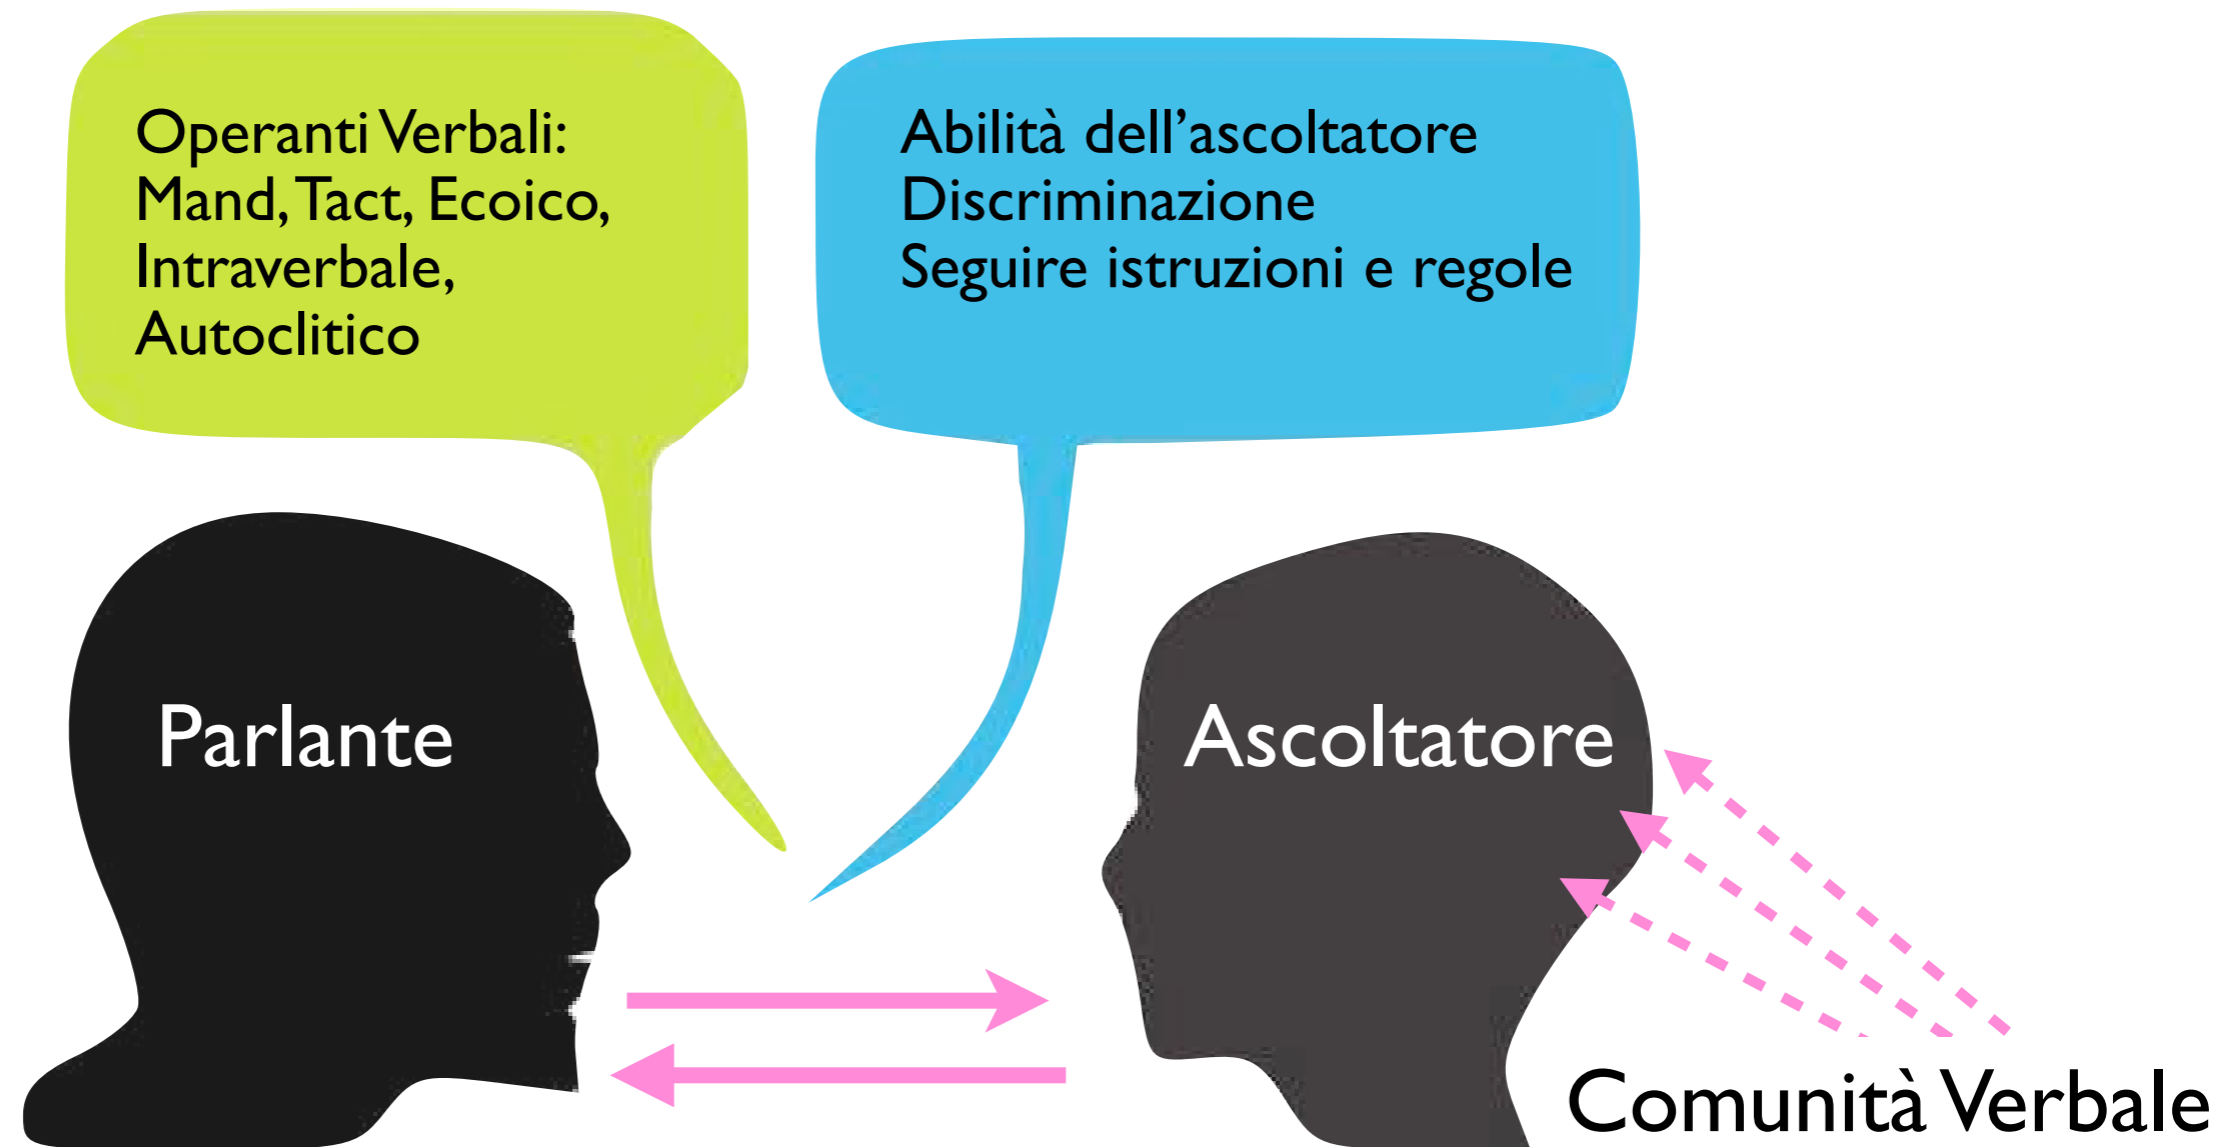 Operanti Verbali:
Mand, Tact, Ecoico,
Intraverbale,
Autoclitico
Abilità dell’ascoltatore
Discriminazione
Seguire istruzioni e regole
Parlante
Ascoltatore
Comunità Verbale